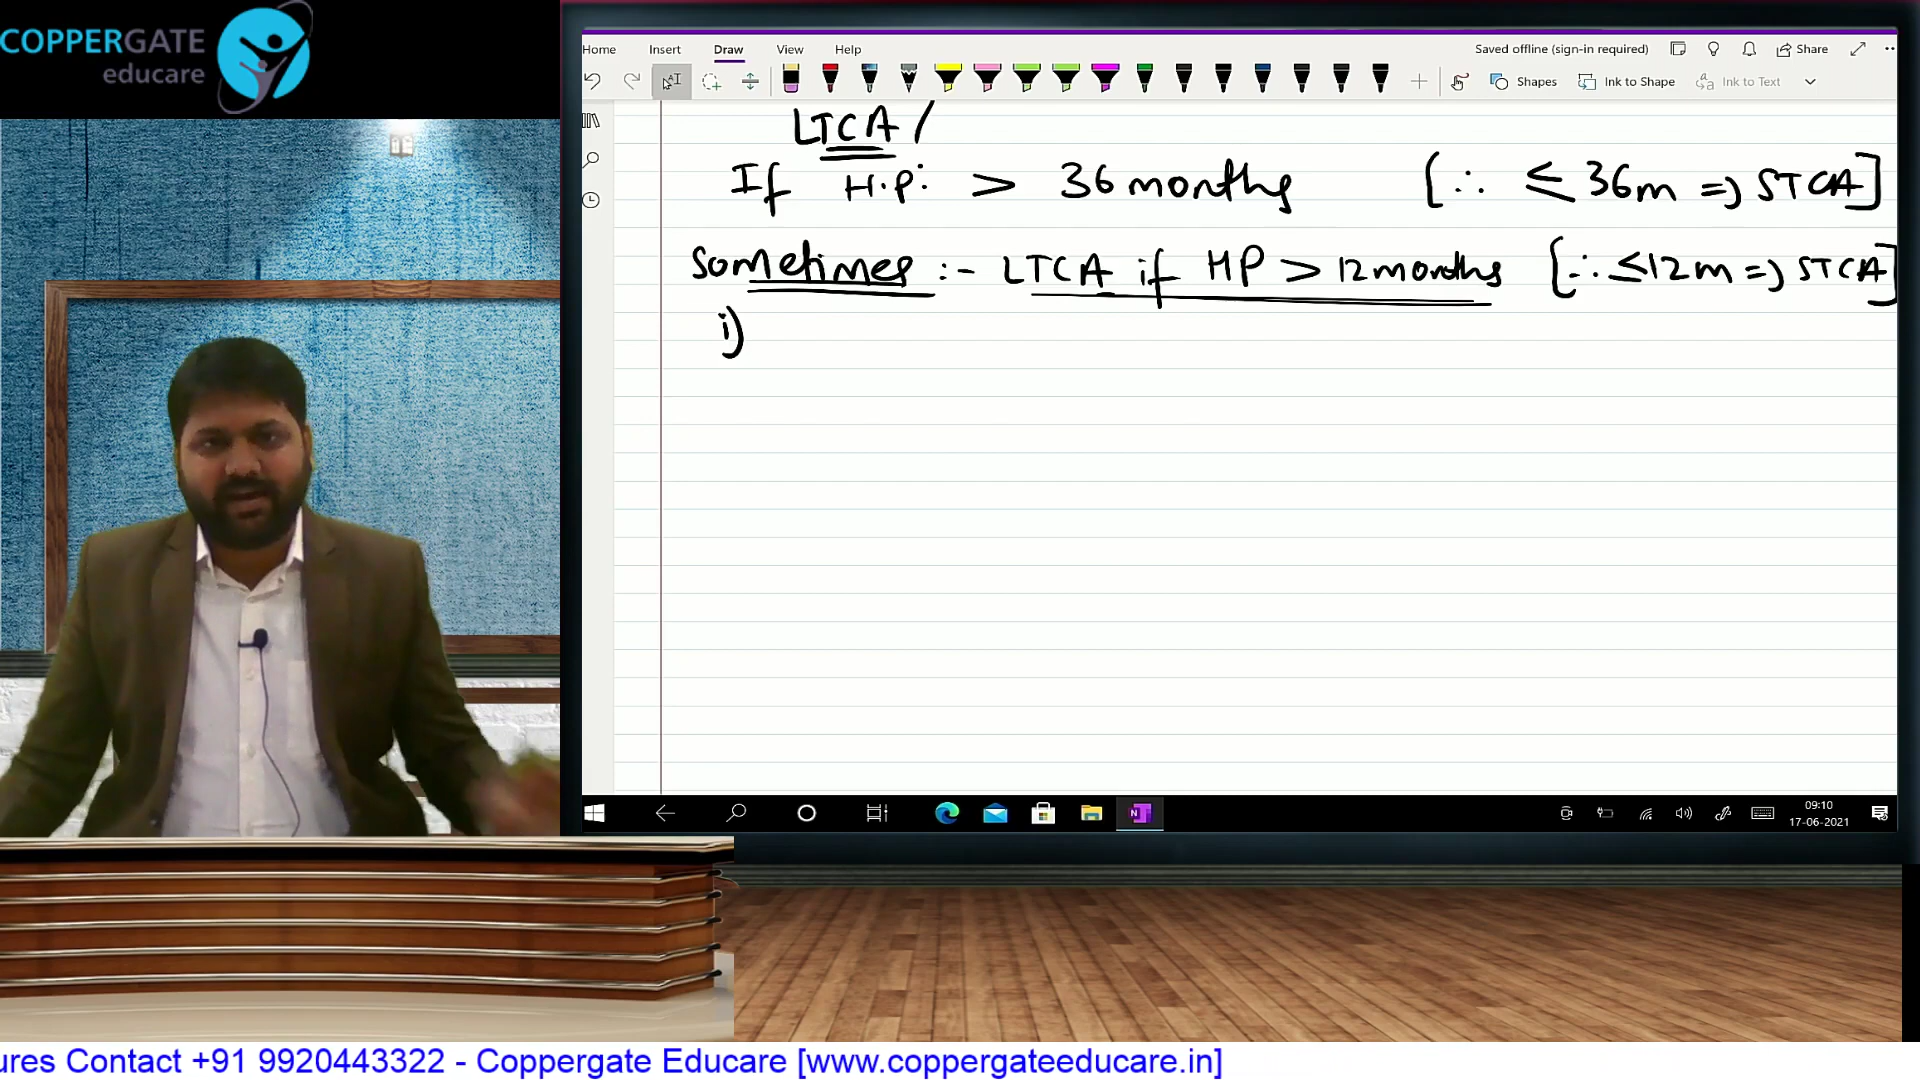 COPPERGATE
educare
Home Insert Draw View Help
Saved offline (sign-in required) Share
Shapes Ink to Shape Ink to Text
LTCA /
If H.P. > 36 months [∴ ≤ 36m => STCA]
Sometimes :- LTCA if HP > 12 months [∴ ≤ 12m => STCA]
i)
09:10
17-06-2021
ures Contact +91 9920443322 - Coppergate Educare [www.coppergateeducare.in]